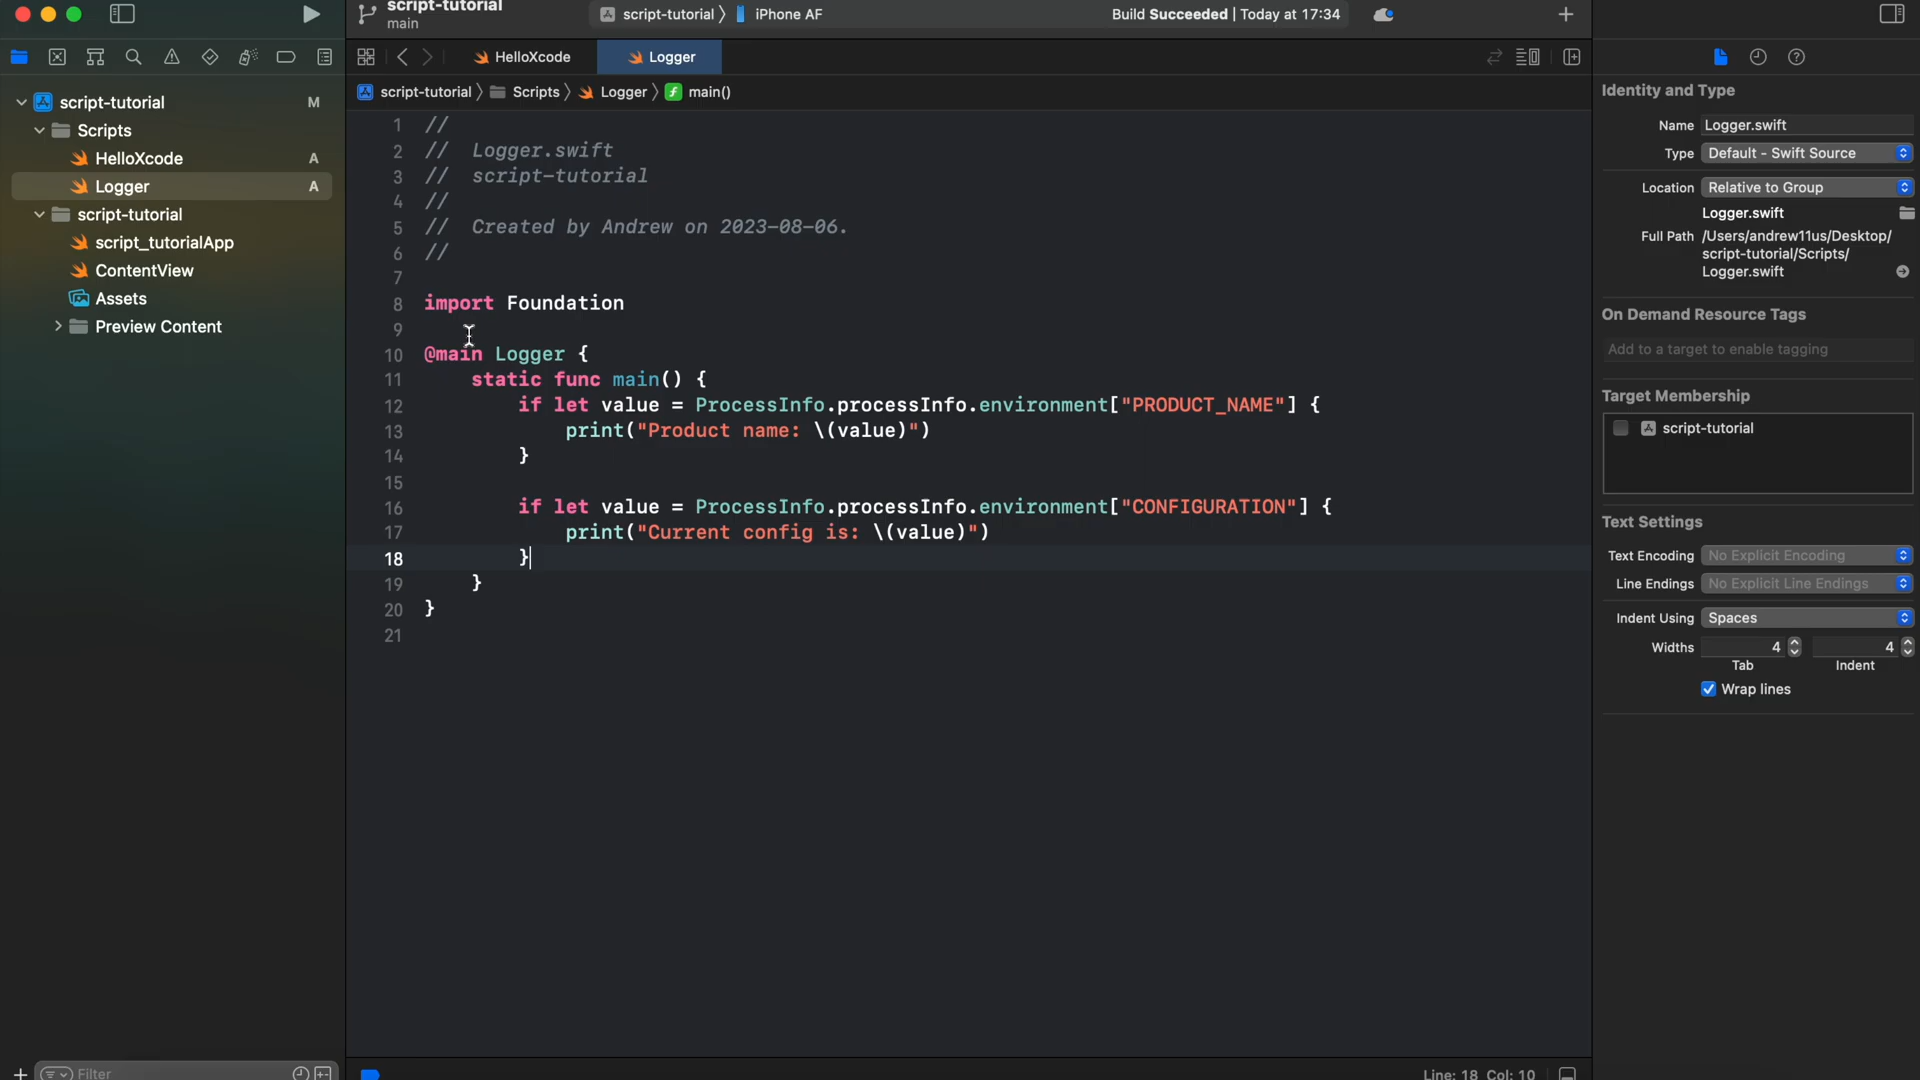 script-tutorial
main
script-tutorial
iPhone AF
Build Succeeded | Today at 17:34
HelloXcode
Logger
script-tutorial
Scripts
Logger
main()
script-tutorial
M
Scripts
HelloXcode
A
Logger
A
script-tutorial
script_tutorialApp
ContentView
Assets
Preview Content
Filter
1 //
2 // Logger.swift
3 // script-tutorial
4 //
5 // Created by Andrew on 2023-08-06.
6 //
7
8 import Foundation
9
10 @main Logger {
11 static func main() {
12 if let value = ProcessInfo.processInfo.environment["PRODUCT_NAME"] {
13 print("Product name: \(value)")
14 }
15
16 if let value = ProcessInfo.processInfo.environment["CONFIGURATION"] {
17 print("Current config is: \(value)")
18 }
19 }
20 }
21
Line: 18 Col: 10
Identity and Type
Name Logger.swift
Type Default - Swift Source
Location Relative to Group
Logger.swift
Full Path /Users/andrew11us/Desktop/
script-tutorial/Scripts/
Logger.swift
On Demand Resource Tags
Add to a target to enable tagging
Target Membership
script-tutorial
Text Settings
Text Encoding No Explicit Encoding
Line Endings No Explicit Line Endings
Indent Using Spaces
Widths 4 4
Tab Indent
Wrap lines